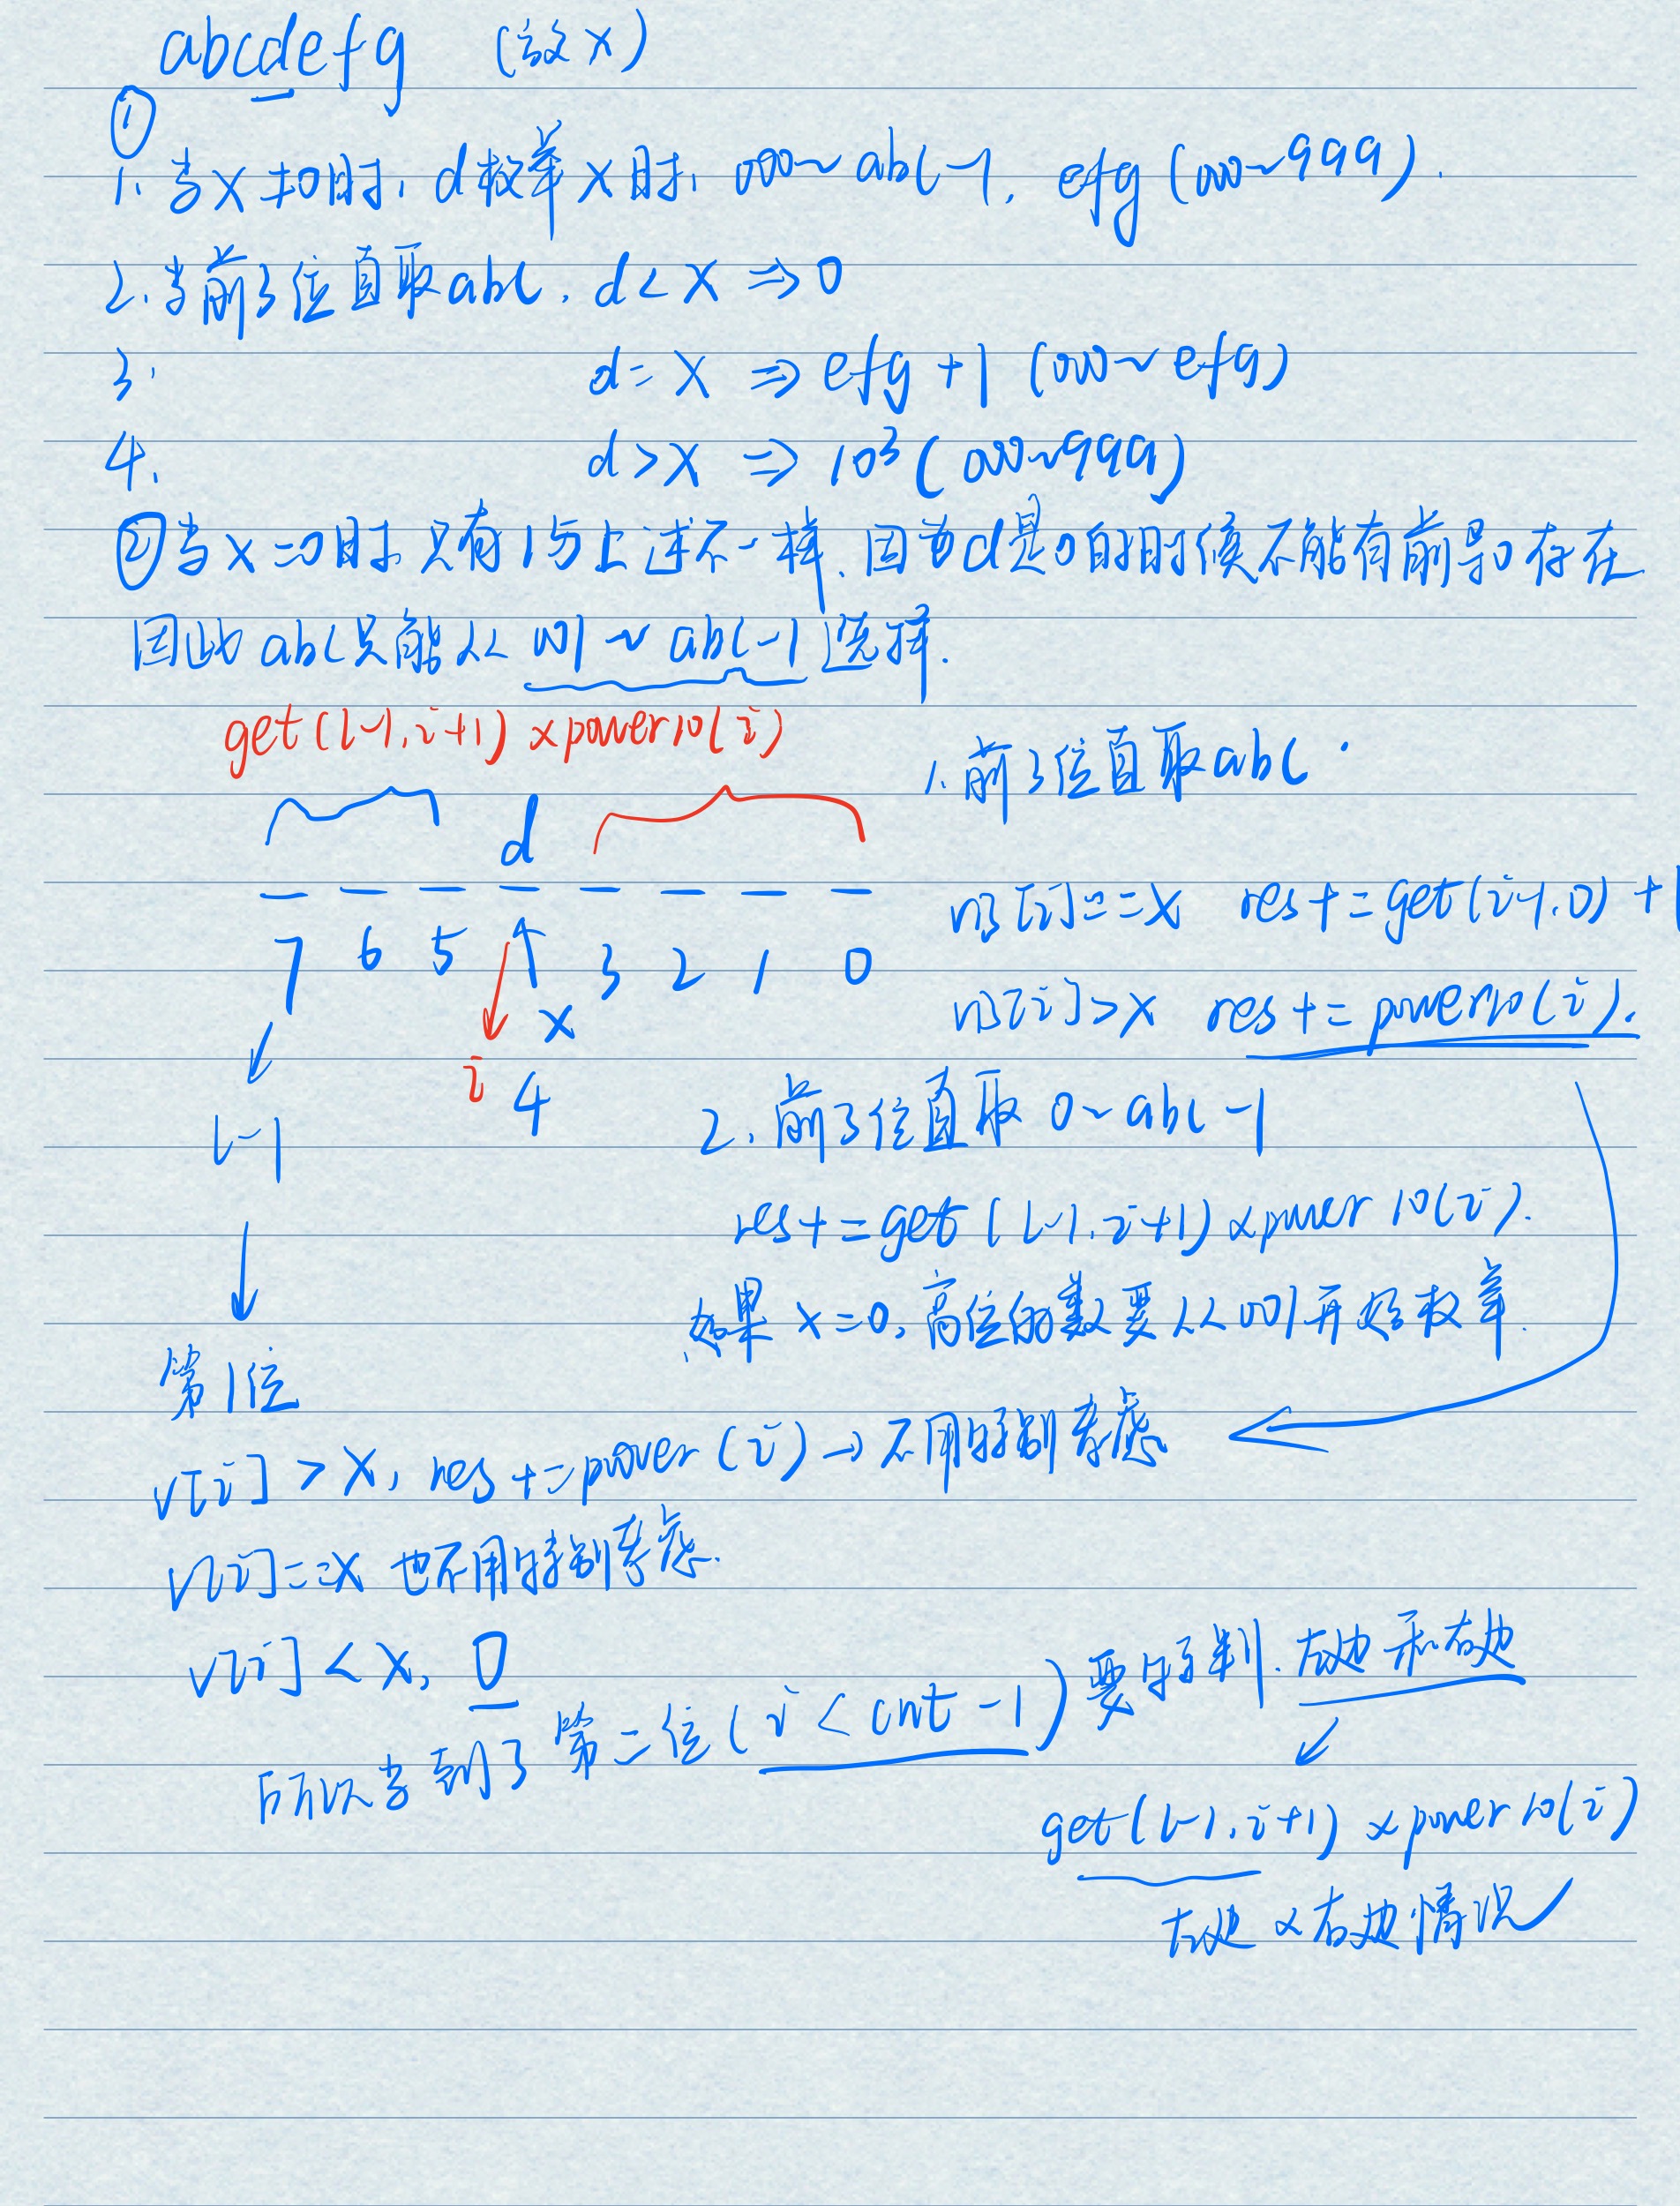 abcdefg (数x)
①
1. 当x≠0时, d枚举x时, 000~abc-1, efg(000~999).
2. 当前3位直取abc, d<x ⇒ 0
3. d=x ⇒ efg+1 (000~efg)
4. d>x ⇒ 10³(000~999)
②当x=0时 只有1与上述不一样. 因为d是0的时候不能有前导0存在
因此abc只能从001~abc-1选择.
get(l-1,i+1)×power10(i)
1. 前3位直取abc.
d
7 6 5 3 2 1 0
n[i]==x res+=get(i-1,0)+1
x
n[i]>x res+=power10(i).
i 4
l-1
2. 前3位直取 0~abc-1
res+=get(l-1,i+1)×power10(i).
如果x=0, 高位的数要从001开始枚举.
第1位
v[i]>x, res+=power(i)→不用特别考虑
v[i]==x 也不用特别考虑.
v[i]<x, 0
所以当到了第二位(i<cnt-1)要特判. 左边和右边
get(l-1,i+1)×power10(i)
左边×右边情况